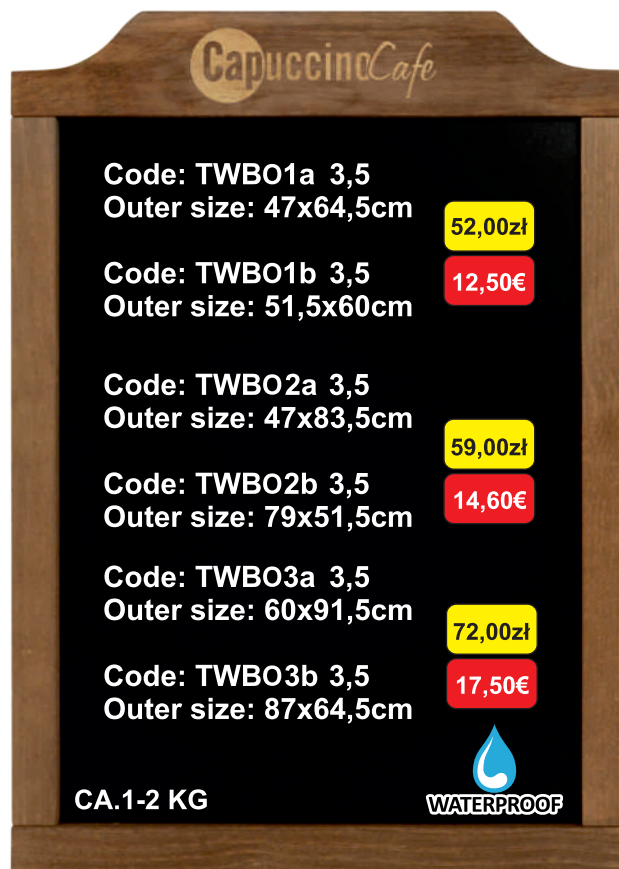 CapuccinoCafe
Code: TWBO1a 3,5
Outer size: 47x64,5cm
52,00zł
Code: TWBO1b 3,5
12,50€
Outer size: 51,5x60cm
Code: TWBO2a 3,5
Outer size: 47x83,5cm
59,00zł
Code: TWBO2b 3,5
14,60€
Outer size: 79x51,5cm
Code: TWBO3a 3,5
Outer size: 60x91,5cm
72,00zł
Code: TWBO3b 3,5
17,50€
Outer size: 87x64,5cm
CA.1-2 KG
WATERPROOF